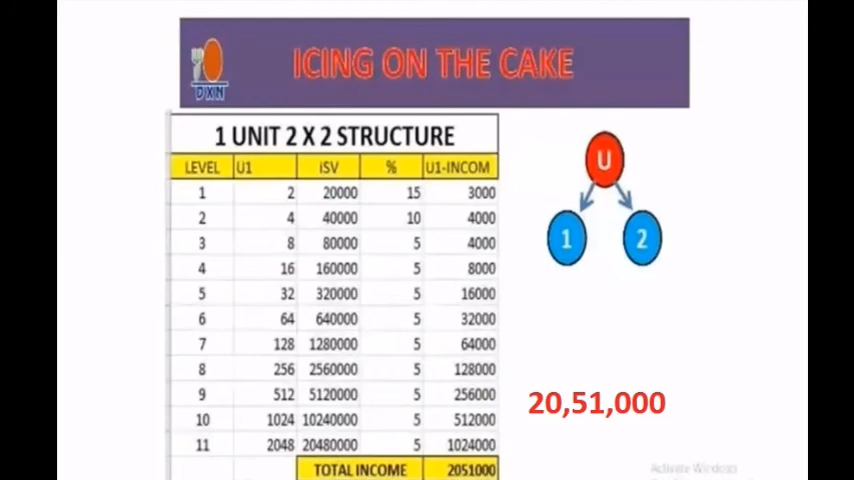 DXN
ICING ON THE CAKE
1 UNIT 2 X 2 STRUCTURE
LEVEL U1 iSV % U1-INCOM
1 2 20000 15 3000
2 4 40000 10 4000
3 8 80000 5 4000
4 16 160000 5 8000
5 32 320000 5 16000
6 64 640000 5 32000
7 128 1280000 5 64000
8 256 2560000 5 128000
9 512 5120000 5 256000
10 1024 10240000 5 512000
11 2048 20480000 5 1024000
TOTAL INCOME 2051000
U
1 2
20,51,000
Activate Windows